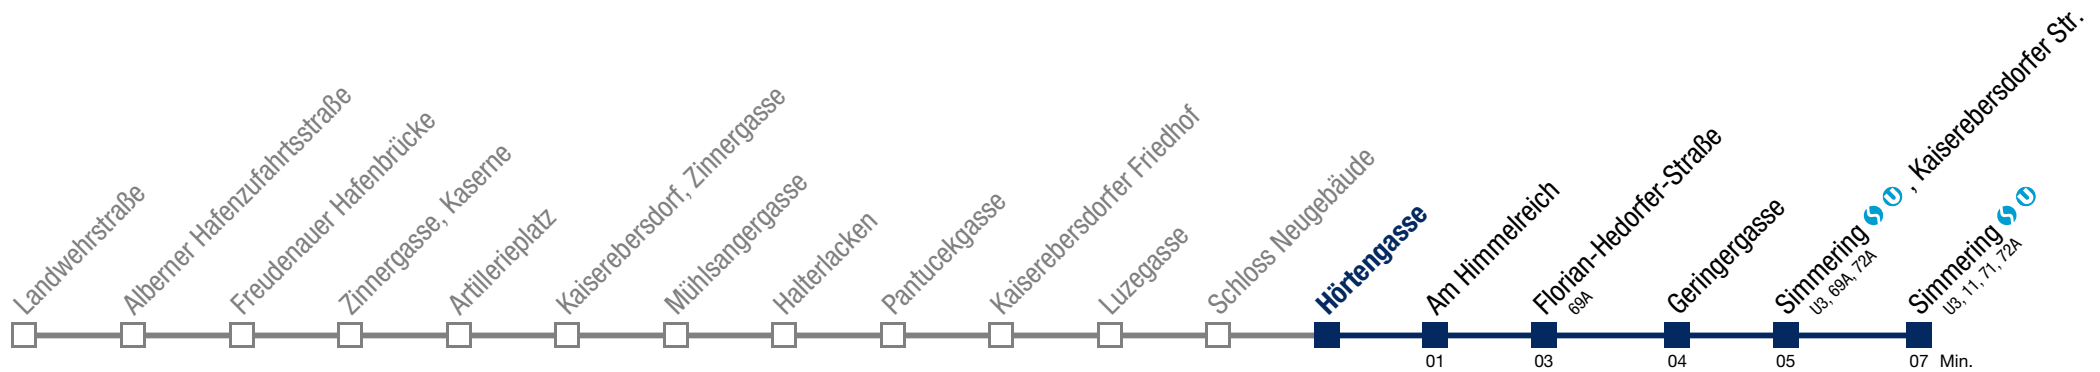 Landwehrstraße
Alberner Hafenzufahrtsstraße
Freudenauer Hafenbrücke
Zinnergasse, Kaserne
Artillerieplatz
Kaiserebersdorf, Zinnergasse
Mühlsangergasse
Halterlacken
Pantucekgasse
Kaiserebersdorfer Friedhof
Luzegasse
Schloss Neugebäude
Hörtengasse
Am Himmelreich
Florian-Hedorfer-Straße
69A
Geringergasse
Simmering S U , Kaiserebersdorfer Str.
U3, 69A, 72A
Simmering S U
U3, 11, 71, 72A
01 03 04 05 07 Min.